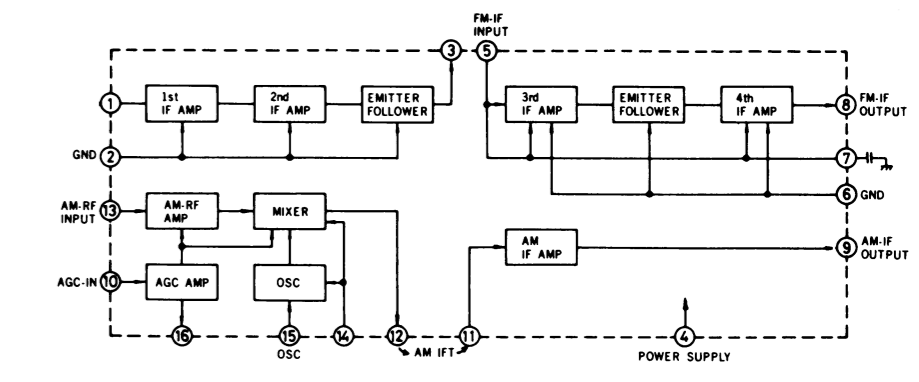 FM-IF
INPUT
3
5
1
1st
IF AMP
2nd
IF AMP
EMITTER
FOLLOWER
3rd
IF AMP
EMITTER
FOLLOWER
4th
IF AMP
8
FM-IF
OUTPUT
GND
2
7
6
GND
AM-RF
INPUT
13
AM-RF
AMP
MIXER
AM
IF AMP
9
AM-IF
OUTPUT
AGC-IN
10
AGC AMP
OSC
16
15
14
12
11
4
OSC
AM IFT
POWER SUPPLY